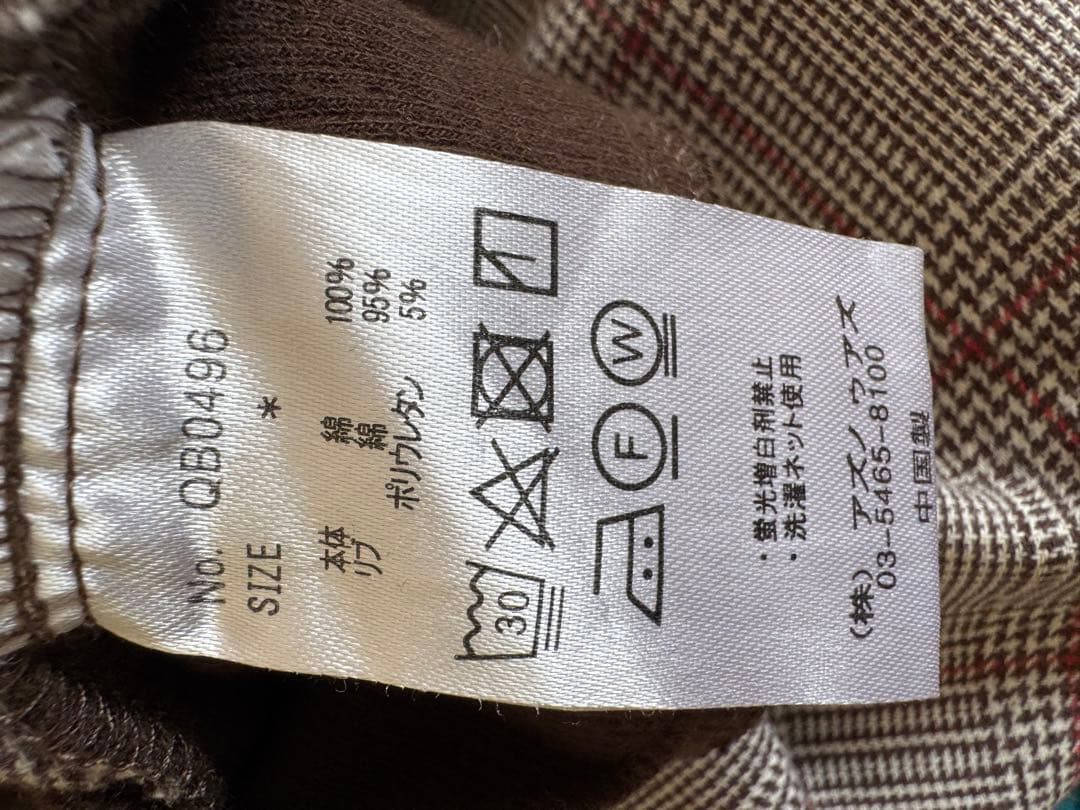 No. QB0496
SIZE *
本体 綿 100%
リブ 綿 95%
ポリウレタン 5%
30
F W
・蛍光増白剤禁止
・洗濯ネット使用
(株) アズノゥアズ
03-5465-8100
中国製